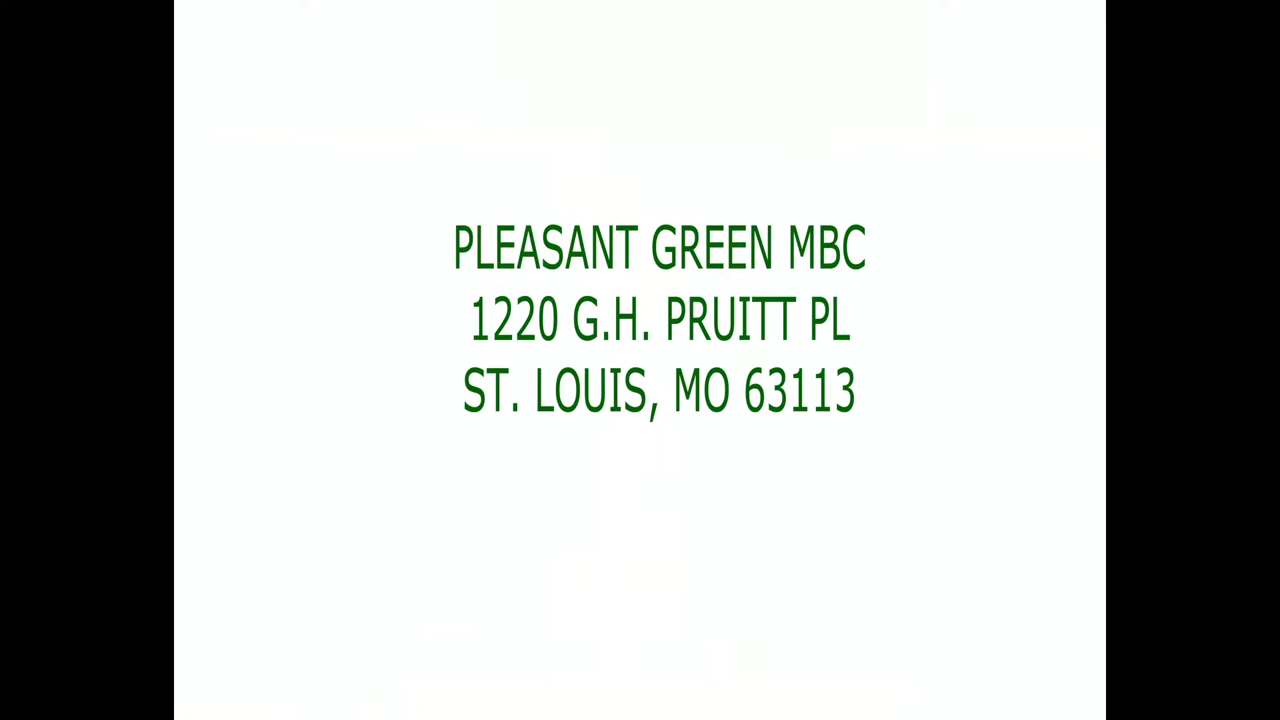 PLEASANT GREEN MBC
1220 G.H. PRUITT PL
ST. LOUIS, MO 63113